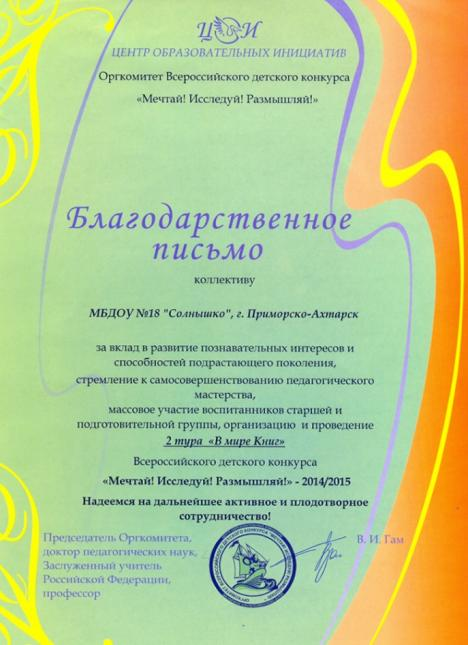 ЦОИ
ЦЕНТР ОБРАЗОВАТЕЛЬНЫХ ИНИЦИАТИВ
Оргкомитет Всероссийского детского конкурса
«Мечтай! Исследуй! Размышляй!»
Благодарственное
письмо
коллективу
МБДОУ №18 "Солнышко", г. Приморско-Ахтарск
за вклад в развитие познавательных интересов и
способностей подрастающего поколения,
стремление к самосовершенствованию педагогического
мастерства,
массовое участие воспитанников старшей и
подготовительной группы, организацию и проведение
2 тура «В мире Книг»
Всероссийского детского конкурса
«Мечтай! Исследуй! Размышляй!» - 2014/2015
Надеемся на дальнейшее активное и плодотворное
сотрудничество!
Председатель Оргкомитета,
доктор педагогических наук,
Заслуженный учитель
Российской Федерации,
профессор
В. И. Гам